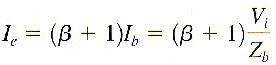 I_e = (β + 1)I_b = (β + 1) V_i / Z_b